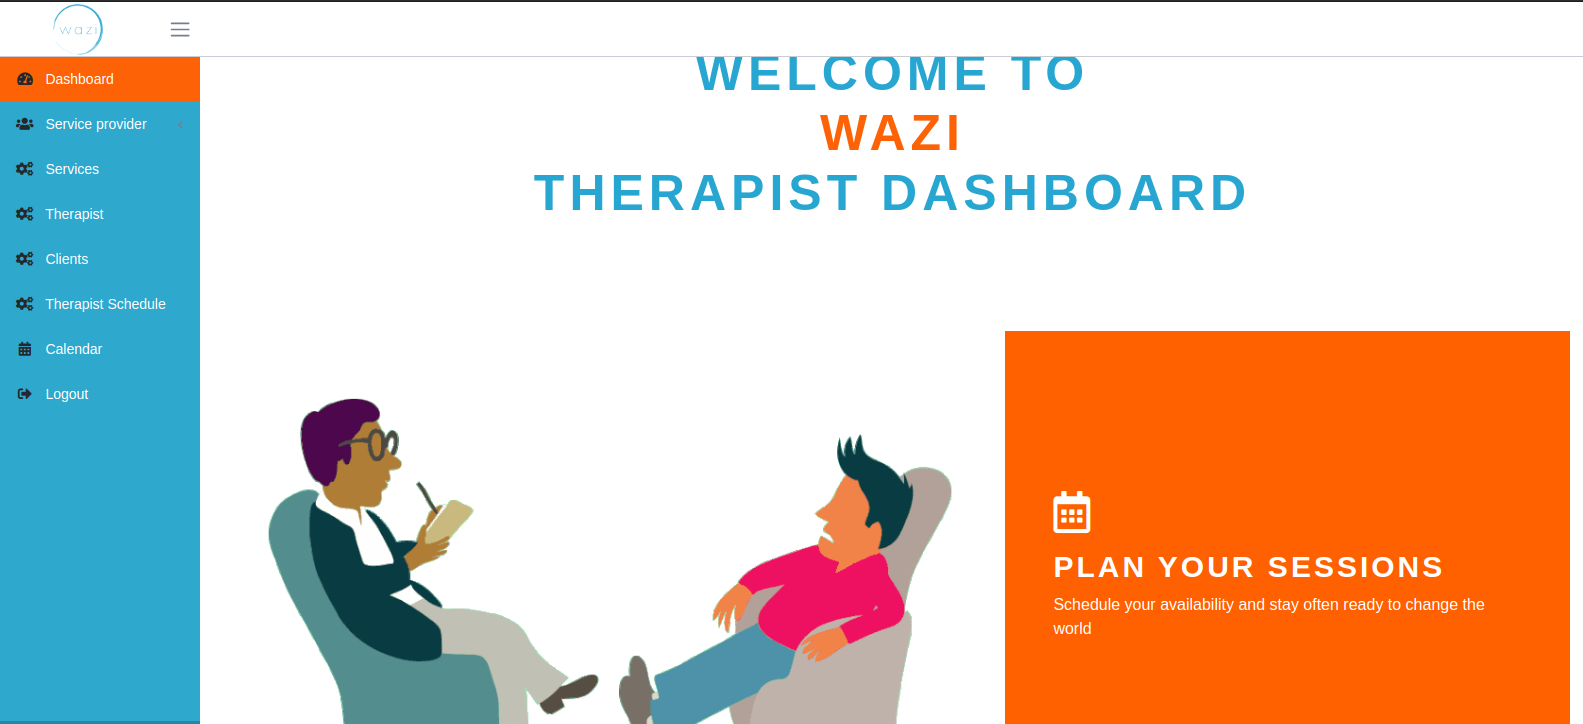 wazi
Dashboard
Service provider
Services
Therapist
Clients
Therapist Schedule
Calendar
Logout
WELCOME TO
WAZI
THERAPIST DASHBOARD
PLAN YOUR SESSIONS
Schedule your availability and stay often ready to change the
world